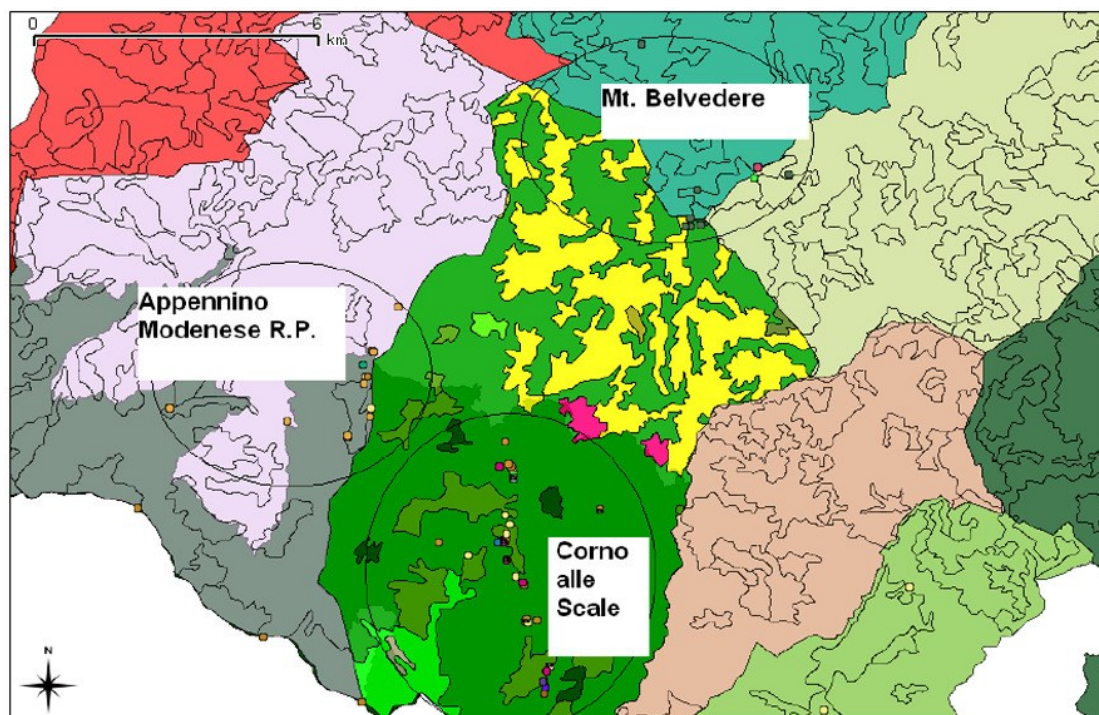 0 6
km
Mt. Belvedere
Appennino
Modenese R.P.
Corno
alle
Scale
N